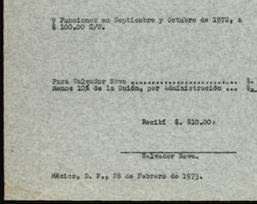 9 Funciones en Septiembre y Octubre de 1972, a
$ 100.00 C/U.
Para Salvador Novo ........................ $.
Menos 10% de la Unión, por Administración ... $.
Recibí $. 810.00:
Salvador Novo.
México, D. F., 28 de Febrero de 1973.